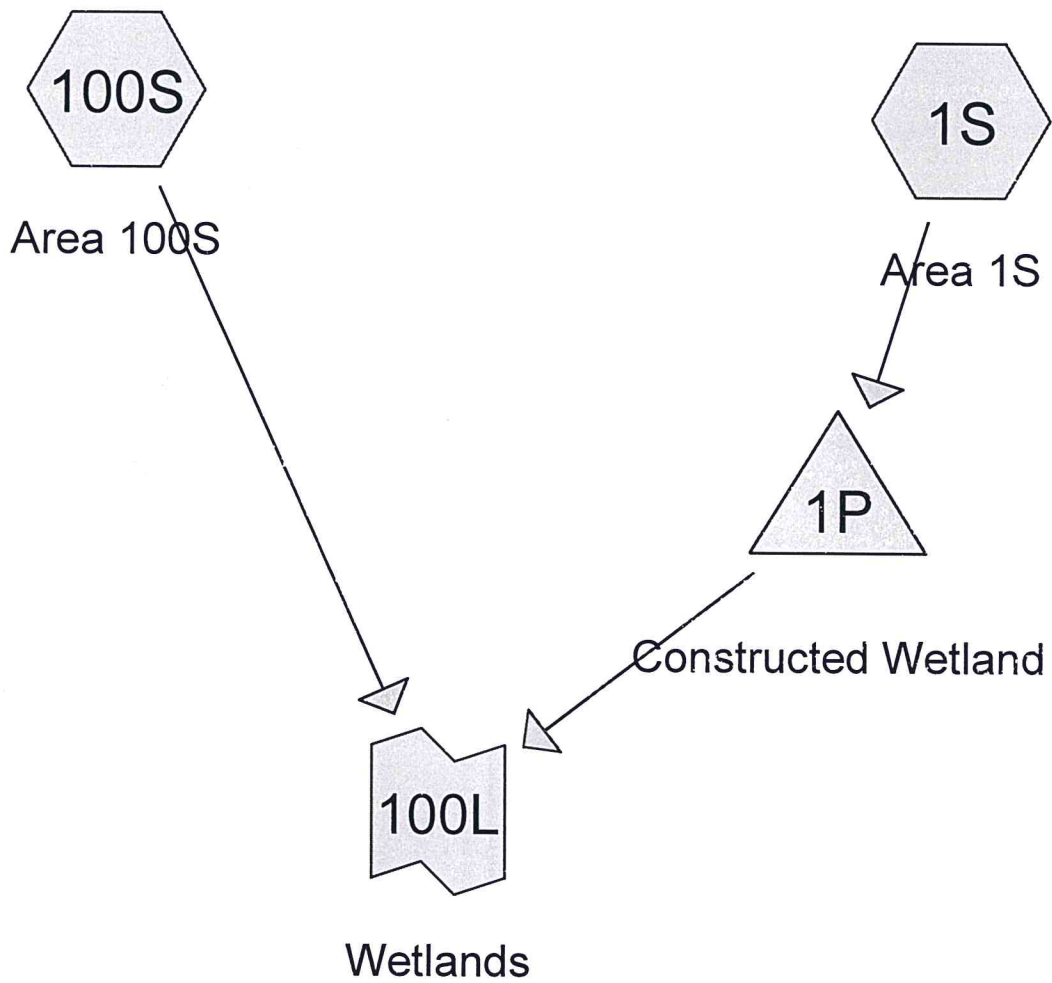 100S
Area 100S
1S
Area 1S
1P
Constructed Wetland
100L
Wetlands